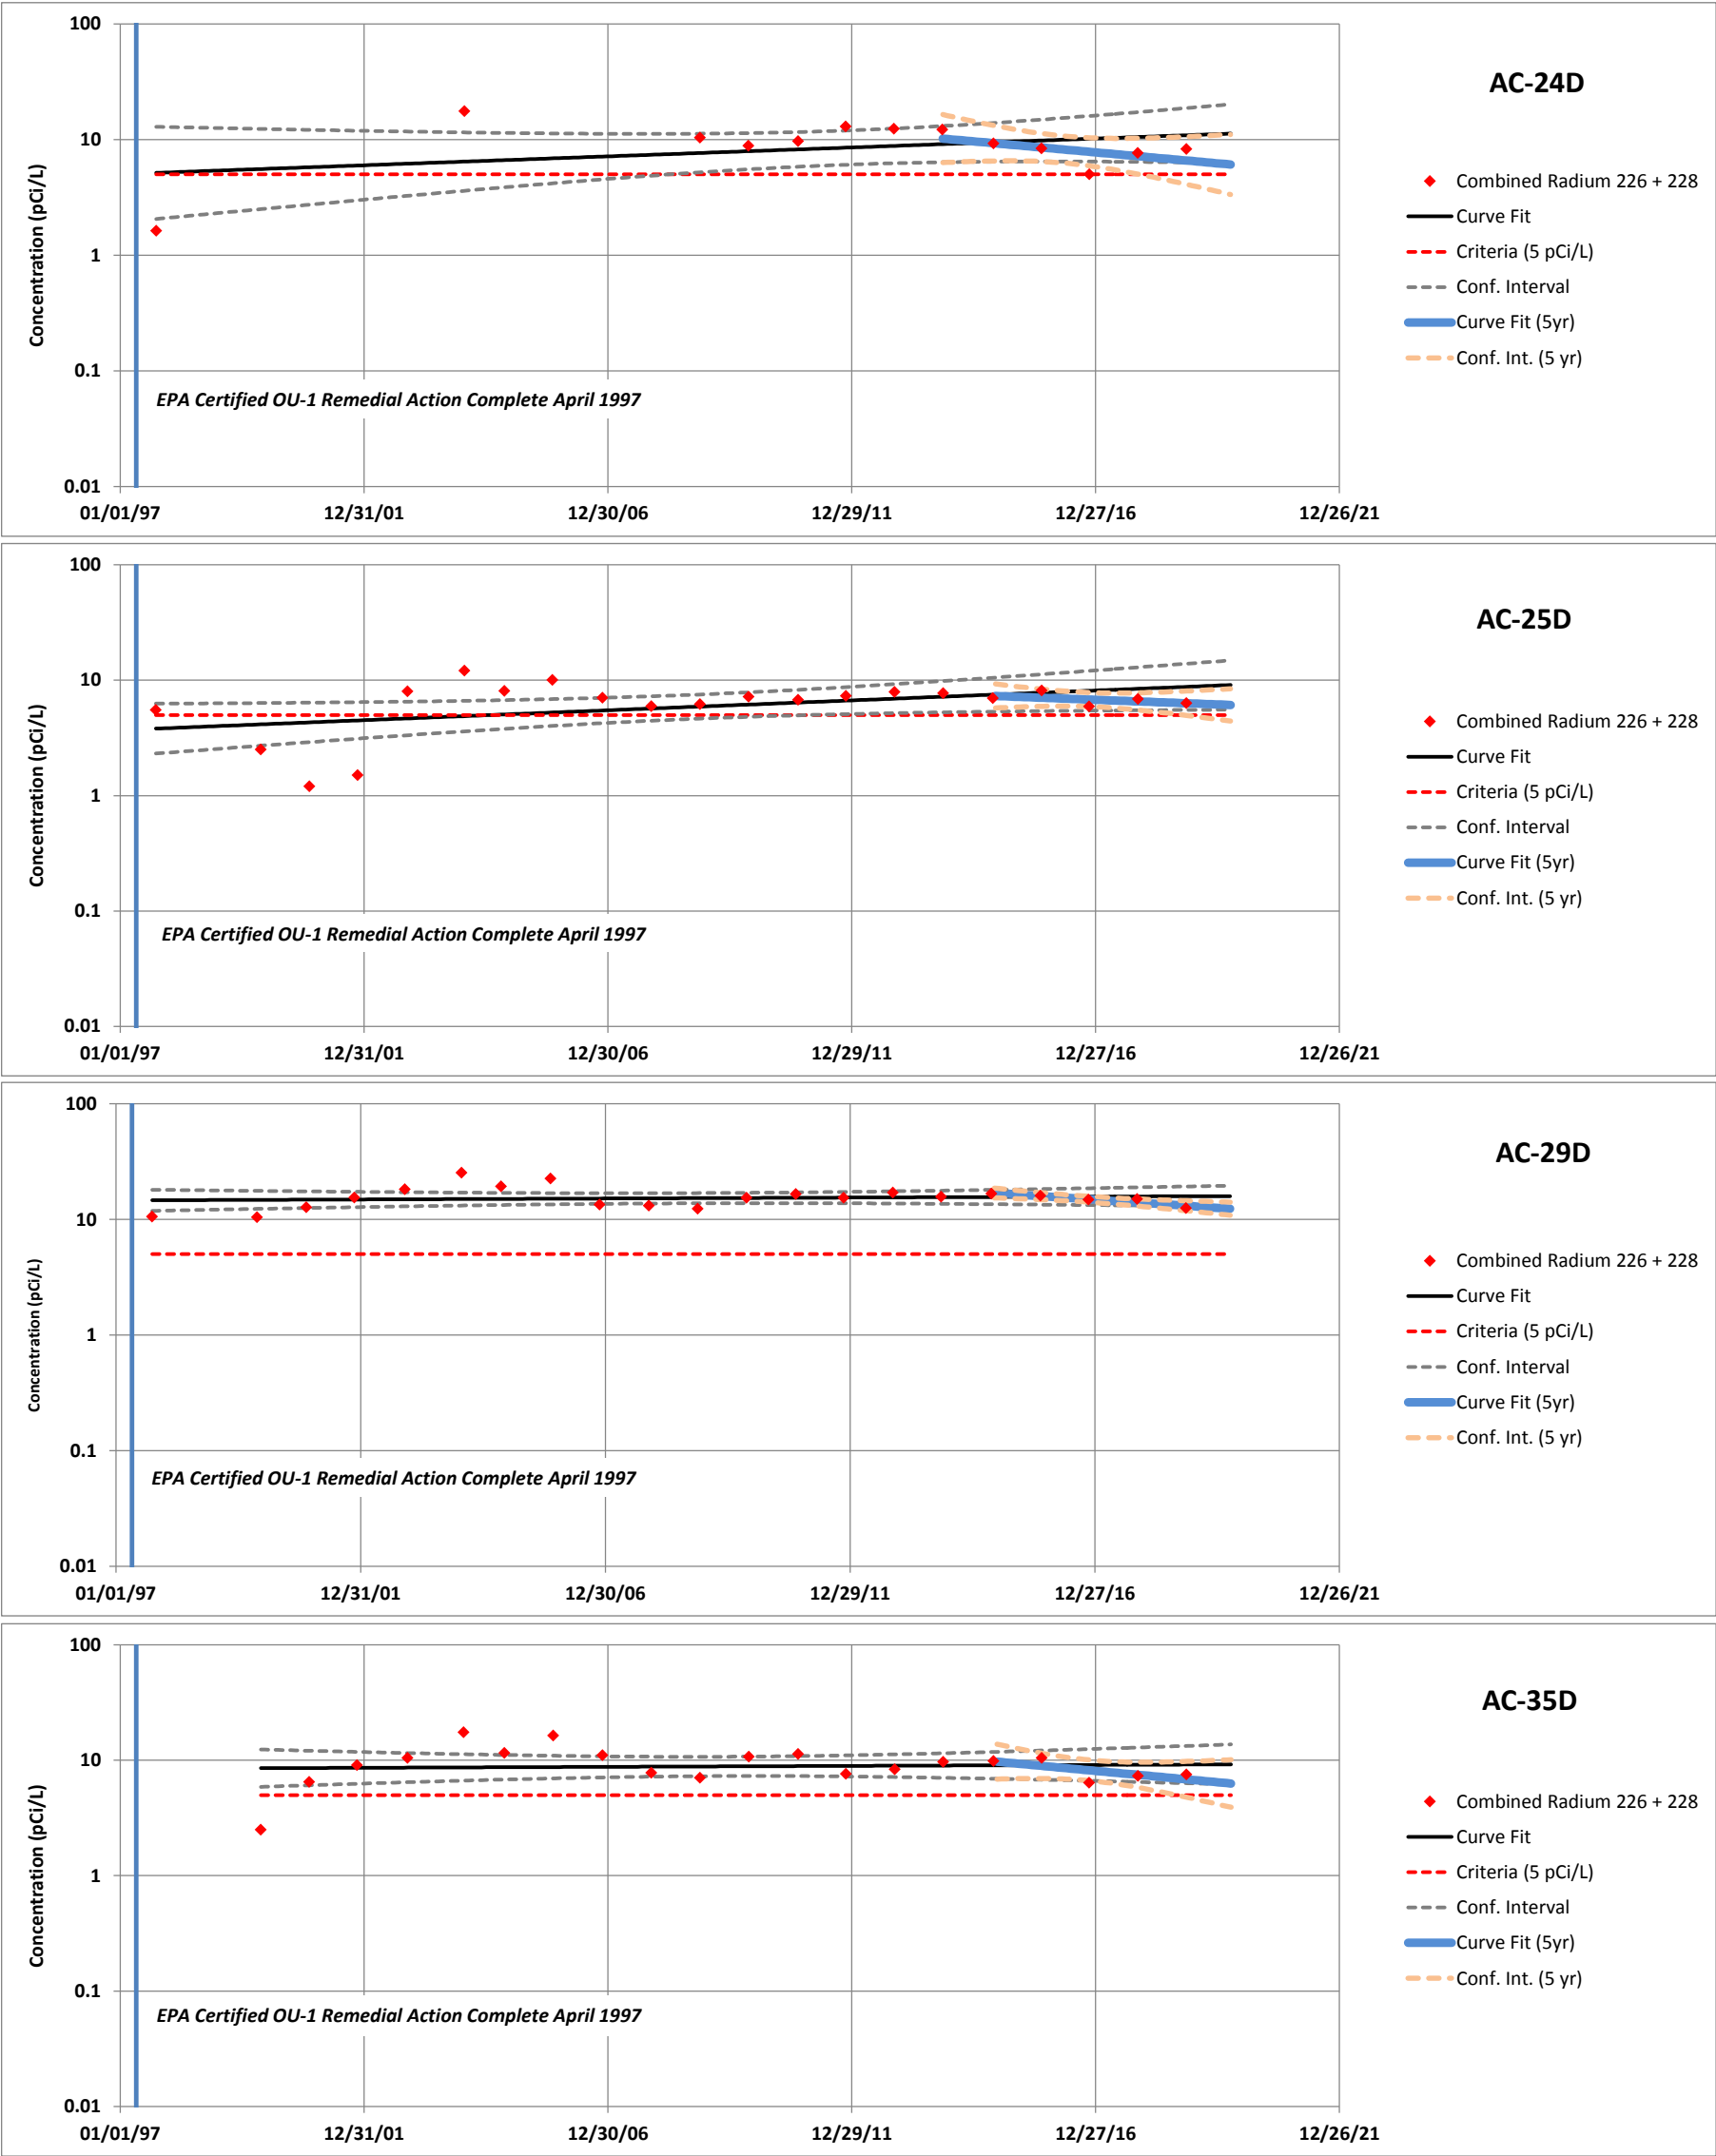 AC-24D
Concentration (pCi/L)
100
10
1
0.1
0.01
EPA Certified OU-1 Remedial Action Complete April 1997
01/01/97 12/31/01 12/30/06 12/29/11 12/27/16 12/26/21
Combined Radium 226 + 228
Curve Fit
Criteria (5 pCi/L)
Conf. Interval
Curve Fit (5yr)
Conf. Int. (5 yr)
AC-25D
Concentration (pCi/L)
100
10
1
0.1
0.01
EPA Certified OU-1 Remedial Action Complete April 1997
01/01/97 12/31/01 12/30/06 12/29/11 12/27/16 12/26/21
Combined Radium 226 + 228
Curve Fit
Criteria (5 pCi/L)
Conf. Interval
Curve Fit (5yr)
Conf. Int. (5 yr)
AC-29D
Concentration (pCi/L)
100
10
1
0.1
0.01
EPA Certified OU-1 Remedial Action Complete April 1997
01/01/97 12/31/01 12/30/06 12/29/11 12/27/16 12/26/21
Combined Radium 226 + 228
Curve Fit
Criteria (5 pCi/L)
Conf. Interval
Curve Fit (5yr)
Conf. Int. (5 yr)
AC-35D
Concentration (pCi/L)
100
10
1
0.1
0.01
EPA Certified OU-1 Remedial Action Complete April 1997
01/01/97 12/31/01 12/30/06 12/29/11 12/27/16 12/26/21
Combined Radium 226 + 228
Curve Fit
Criteria (5 pCi/L)
Conf. Interval
Curve Fit (5yr)
Conf. Int. (5 yr)